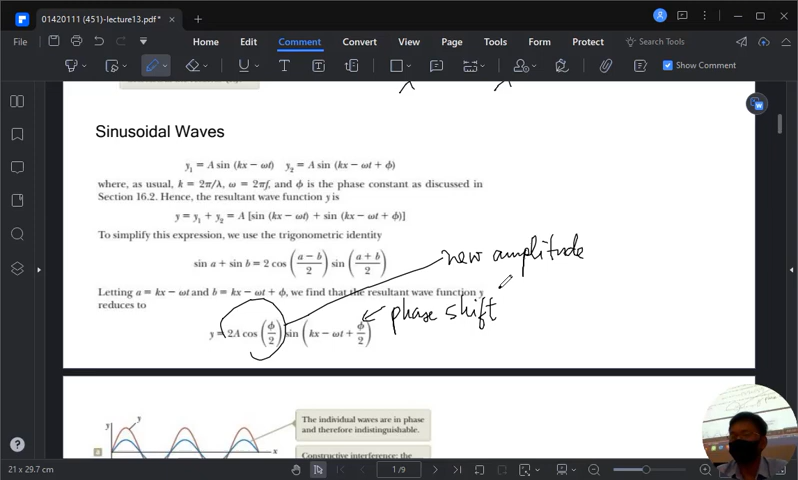 01420111 (451)-lecture13.pdf *
File
Home Edit Comment Convert View Page Tools Form Protect Search Tools
Show Comment
Sinusoidal Waves
y₁ = A sin (kx − ωt) y₂ = A sin (kx − ωt + ϕ)
where, as usual, k = 2π/λ, ω = 2πf, and ϕ is the phase constant as discussed in
Section 16.2. Hence, the resultant wave function y is
y = y₁ + y₂ = A [sin (kx − ωt) + sin (kx − ωt + ϕ)]
To simplify this expression, we use the trigonometric identity
sin a + sin b = 2 cos ((a − b)/2) sin ((a + b)/2)
new amplitude
Letting a = kx − ωt and b = kx − ωt + ϕ, we find that the resultant wave function y
reduces to
phase shift
y = 2A cos (ϕ/2) sin (kx − ωt + ϕ/2)
y
y
x
a
The individual waves are in phase
and therefore indistinguishable.
Constructive interference: the
21 x 29.7 cm
1 /9
100%